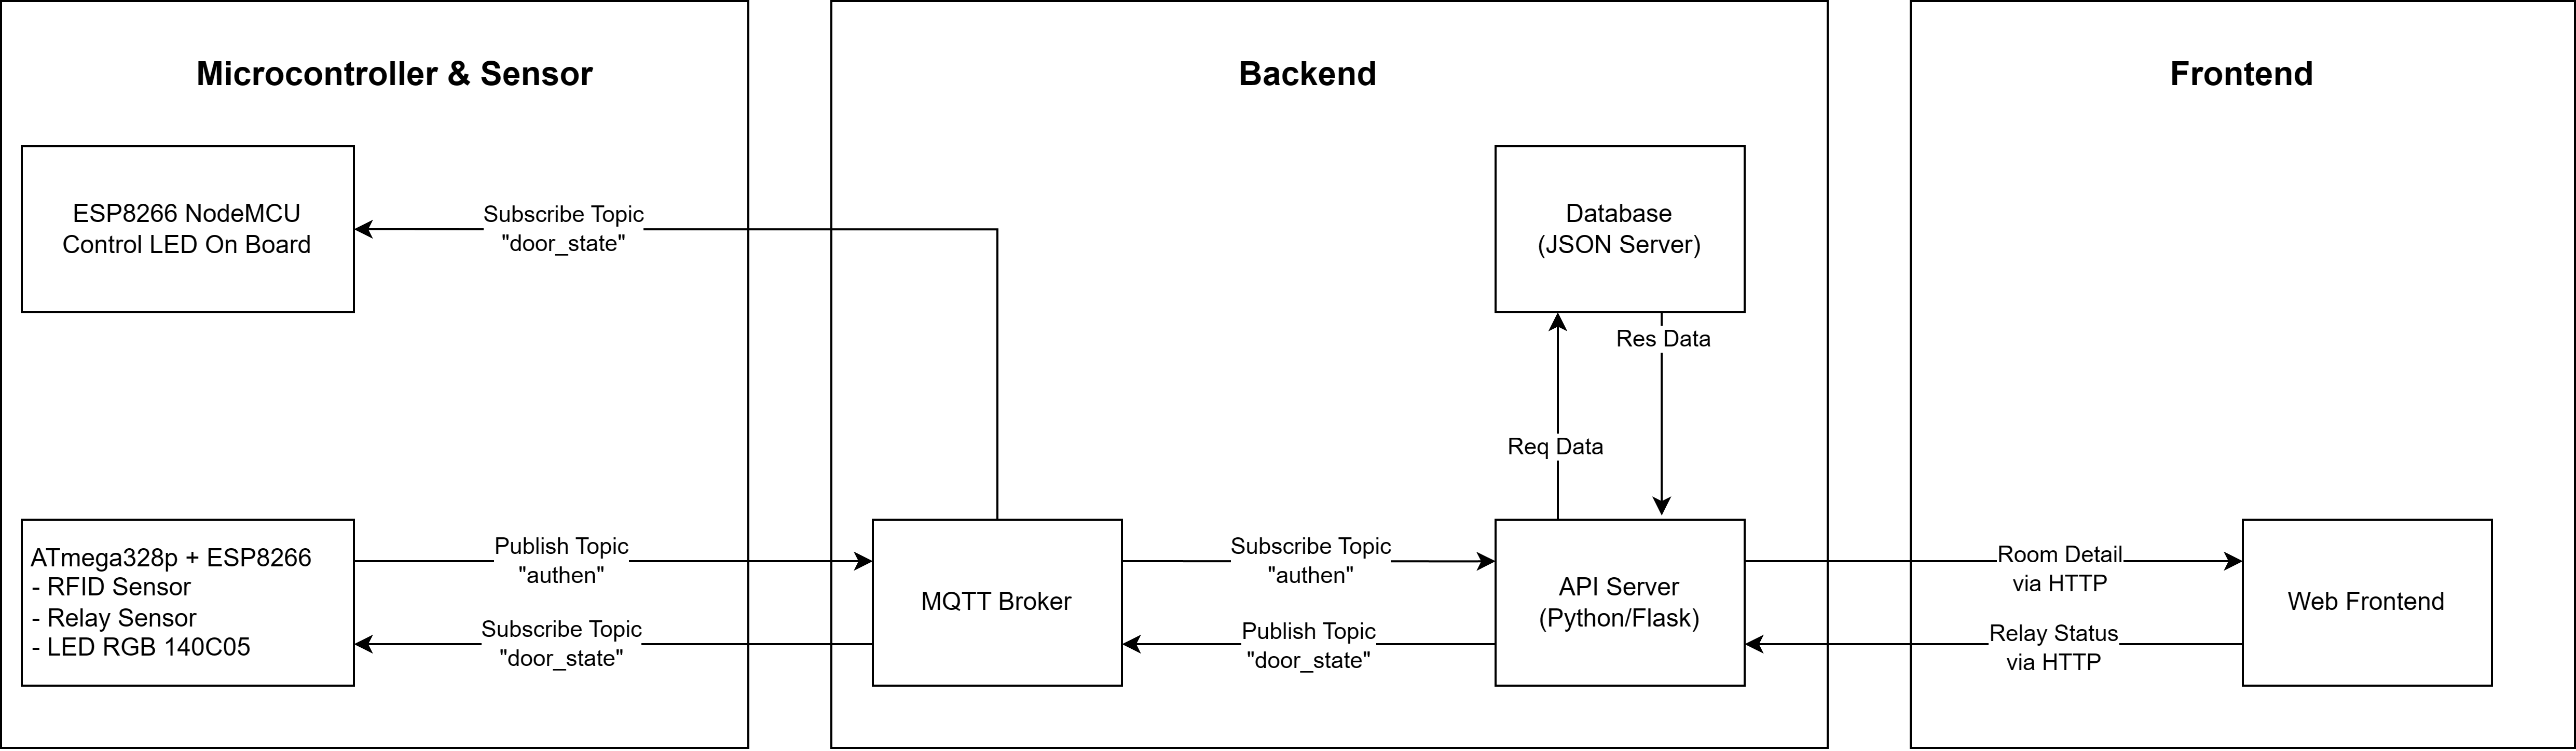 Microcontroller & Sensor
ESP8266 NodeMCU
Control LED On Board
Subscribe Topic
"door_state"
ATmega328p + ESP8266
- RFID Sensor
- Relay Sensor
- LED RGB 140C05
Publish Topic
"authen"
Subscribe Topic
"door_state"
Backend
Database
(JSON Server)
Res Data
Req Data
MQTT Broker
Subscribe Topic
"authen"
Publish Topic
"door_state"
API Server
(Python/Flask)
Frontend
Room Detail
via HTTP
Relay Status
via HTTP
Web Frontend